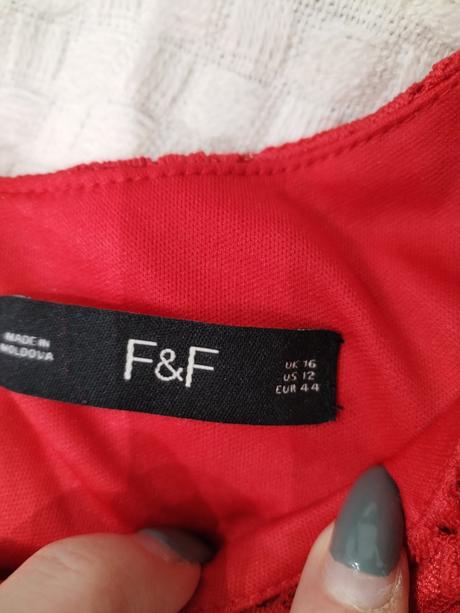 MADE IN
MOLDOVA
F&F
UK 16
US 12
EUR 44